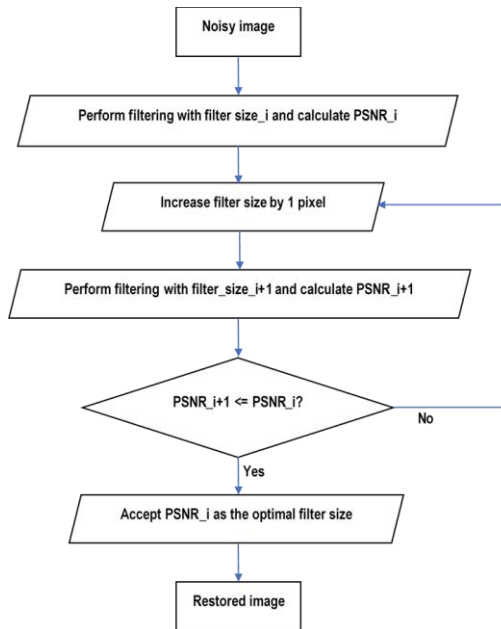 Noisy image
Perform filtering with filter size_i and calculate PSNR_i
Increase filter size by 1 pixel
Perform filtering with filter_size_i+1 and calculate PSNR_i+1
PSNR_i+1 <= PSNR_i?
No
Yes
Accept PSNR_i as the optimal filter size
Restored image